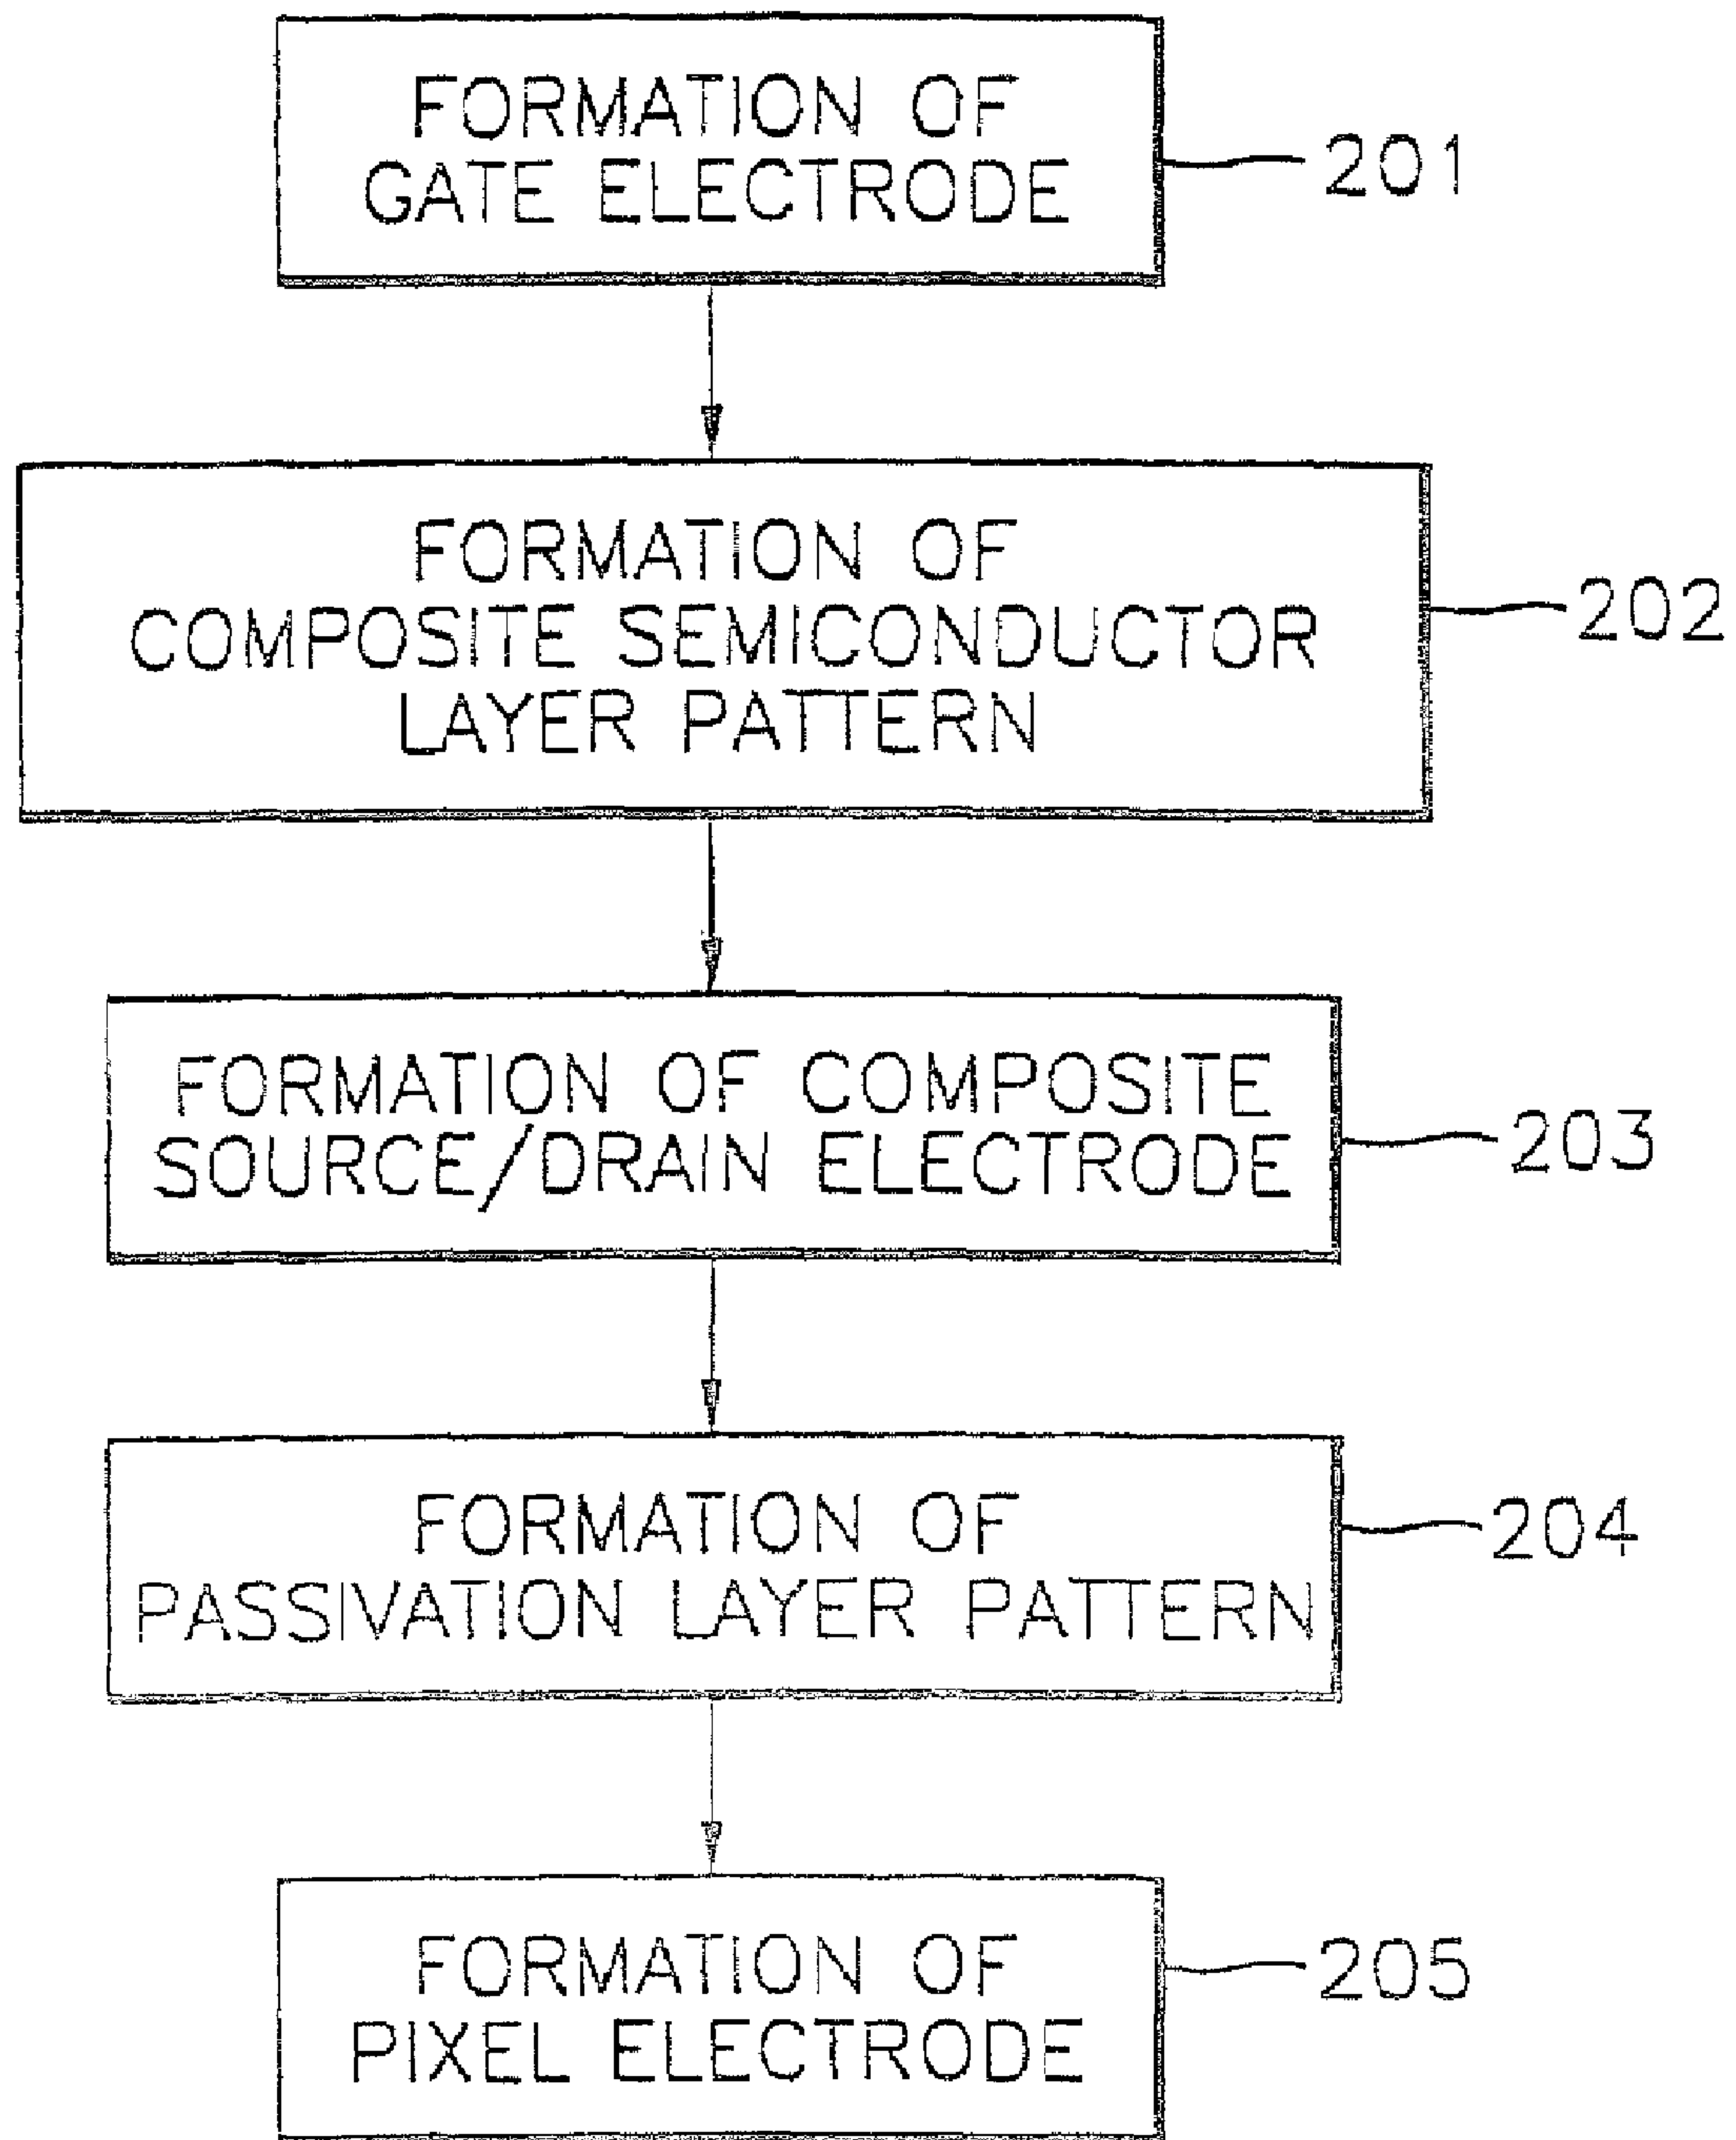 FORMATION OF
GATE ELECTRODE
201
FORMATION OF
COMPOSITE SEMICONDUCTOR
LAYER PATTERN
202
FORMATION OF COMPOSITE
SOURCE/DRAIN ELECTRODE
203
FORMATION OF
PASSIVATION LAYER PATTERN
204
FORMATION OF
PIXEL ELECTRODE
205